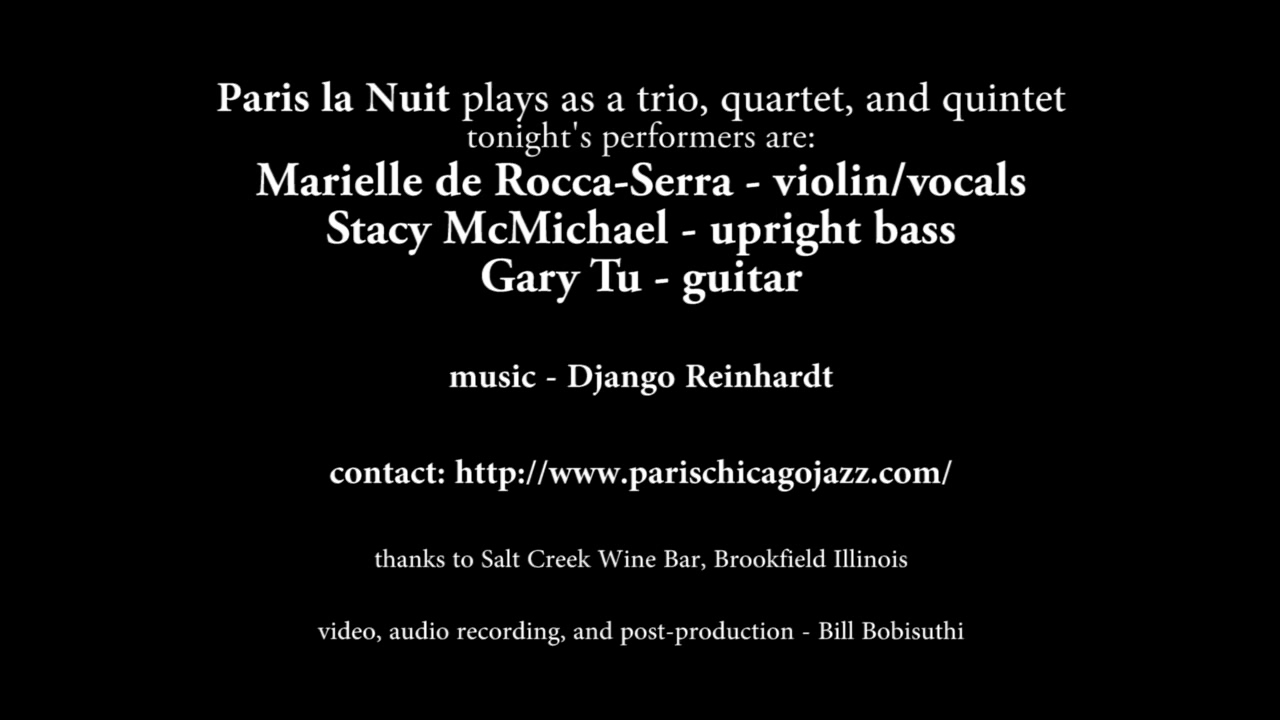 Paris la Nuit plays as a trio, quartet, and quintet
tonight's performers are:
Marielle de Rocca-Serra - violin/vocals
Stacy McMichael - upright bass
Gary Tu - guitar
music - Django Reinhardt
contact: http://www.parischicagojazz.com/
thanks to Salt Creek Wine Bar, Brookfield Illinois
video, audio recording, and post-production - Bill Bobisuthi